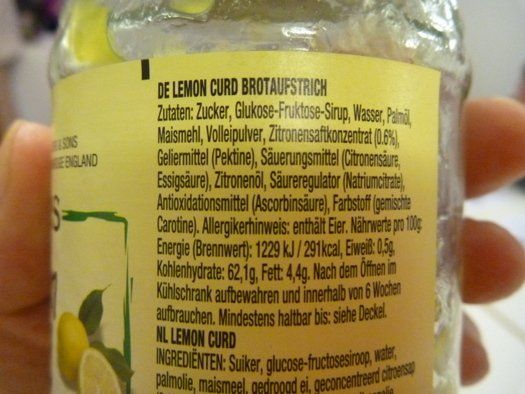 DE LEMON CURD BROTAUFSTRICH
Zutaten: Zucker, Glukose-Fruktose-Sirup, Wasser, Palmöl,
Maismehl, Volleipulver, Zitronensaftkonzentrat (0.6%),
Geliermittel (Pektine), Säuerungsmittel (Citronensäure,
Essigsäure), Zitronenöl, Säureregulator (Natriumcitrate),
Antioxidationsmittel (Ascorbinsäure), Farbstoff (gemischte
Carotine). Allergikerhinweis: enthält Eier. Nährwerte pro 100g:
Energie (Brennwert): 1229 kJ / 291kcal, Eiweiß: 0,5g,
Kohlenhydrate: 62,1g, Fett: 4,4g. Nach dem Öffnen im
Kühlschrank aufbewahren und innerhalb von 6 Wochen
aufbrauchen. Mindestens haltbar bis: siehe Deckel.
NL LEMON CURD
INGREDIËNTEN: Suiker, glucose-fructosesiroop, water,
palmolie, maismeel, gedroogd ei, geconcentreerd citroensap
& SONS
ENGLAND
S